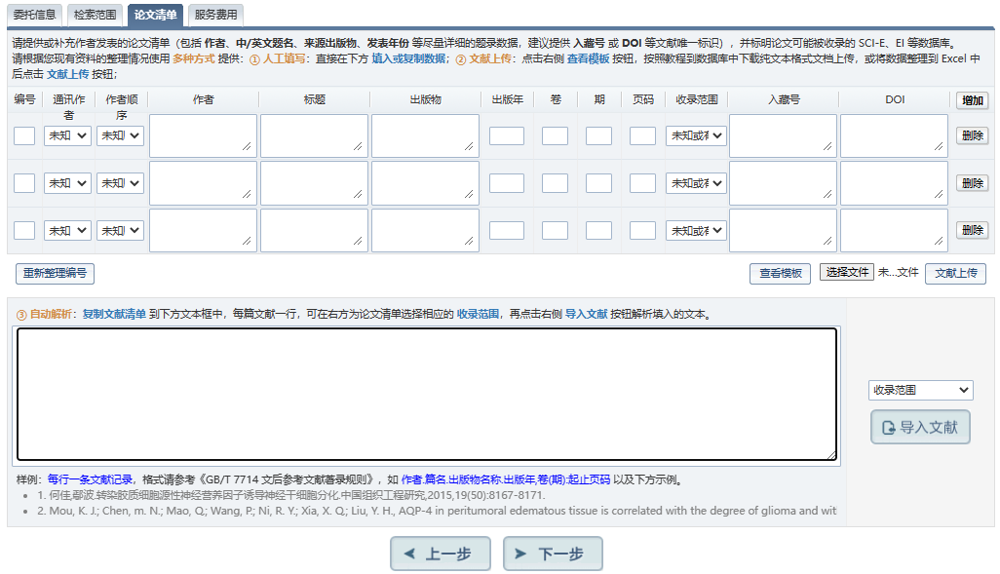 委托信息 检索范围 论文清单 服务费用
请提供或补充作者发表的论文清单（包括 作者、中/英文题名、来源出版物、发表年份 等尽量详细的题录数据，建议提供 入藏号 或 DOI 等文献唯一标识），并标明论文可能被收录的 SCI-E、EI 等数据库。
请根据您现有资料的整理情况使用 多种方式 提供：① 人工填写：直接在下方 填入或复制数据；② 文献上传：点击右侧 查看模板 按钮，按照教程到数据库中下载纯文本格式文档上传，或将数据整理到 Excel 中
后点击 文献上传 按钮；
编号 通讯作者 作者顺序 作者 标题 出版物 出版年 卷 期 页码 收录范围 入藏号 DOI 增加
未知 未知 未知或 删除
未知 未知 未知或 删除
未知 未知 未知或 删除
重新整理编号 查看模板 选择文件 未...文件 文献上传
③ 自动解析：复制文献清单 到下方文本框中，每篇文献一行，可在右方为论文清单选择相应的 收录范围，再点击右侧 导入文献 按钮解析填入的文本。
收录范围
导入文献
样例：每行一条文献记录，格式请参考《GB/T 7714 文后参考文献著录规则》，如 作者.篇名.出版物名称.出版年,卷(期):起止页码 以及下方示例。
1. 何佳,鄢波.转染胶质细胞源性神经营养因子诱导神经干细胞分化.中国组织工程研究,2015,19(50):8167-8171.
2. Mou, K. J.; Chen, m. N.; Mao, Q.; Wang, P.; Ni, R. Y.; Xia, X. Q.; Liu, Y. H., AQP-4 in peritumoral edematous tissue is correlated with the degree of glioma and wit
上一步 下一步